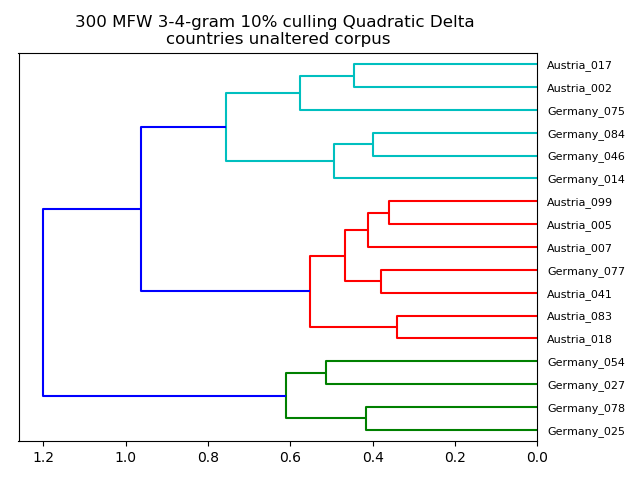 300 MFW 3-4-gram 10% culling Quadratic Delta
countries unaltered corpus
Austria_017
Austria_002
Germany_075
Germany_084
Germany_046
Germany_014
Austria_099
Austria_005
Austria_007
Germany_077
Austria_041
Austria_083
Austria_018
Germany_054
Germany_027
Germany_078
Germany_025
1.2 1.0 0.8 0.6 0.4 0.2 0.0